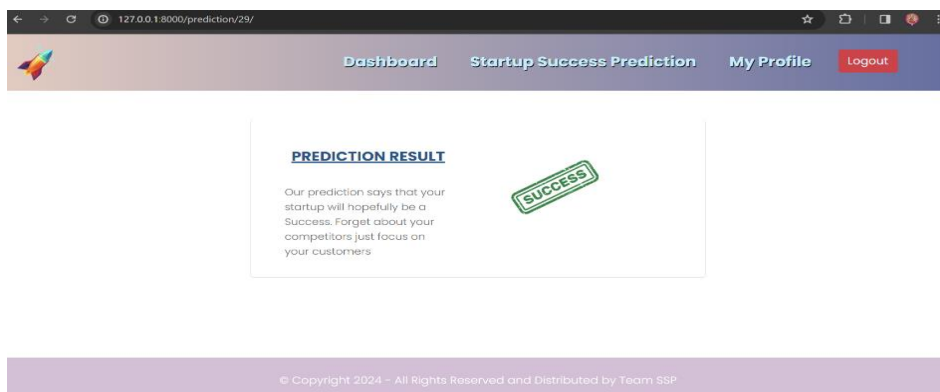 127.0.0.1:8000/prediction/29/
Dashboard Startup Success Prediction My Profile Logout
PREDICTION RESULT
Our prediction says that your
startup will hopefully be a
Success. Forget about your
competitors just focus on
your customers
SUCCESS
© Copyright 2024 - All Rights Reserved and Distributed by Team SSP